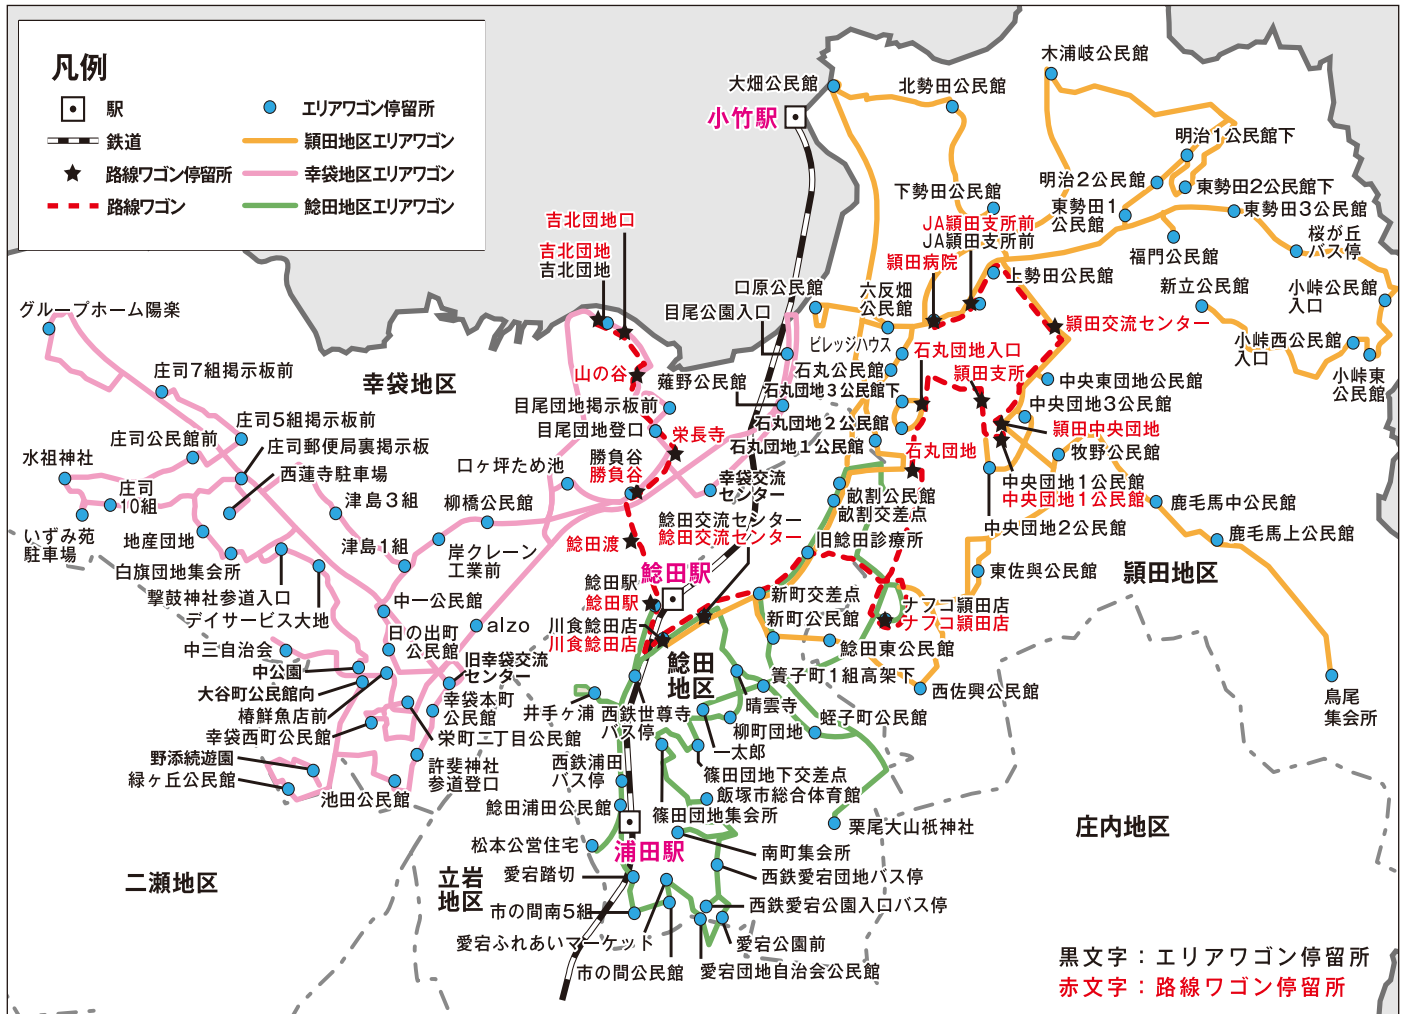 凡例
駅
鉄道
路線ワゴン停留所
路線ワゴン
エリアワゴン停留所
頴田地区エリアワゴン
幸袋地区エリアワゴン
鯰田地区エリアワゴン
大畑公民館
小竹駅
北勢田公民館
木浦岐公民館
明治1公民館下
明治2公民館
東勢田2公民館下
下勢田公民館
東勢田1
公民館
東勢田3公民館
JA頴田支所前
JA頴田支所前
桜が丘
バス停
福門公民館
頴田病院
上勢田公民館
吉北団地口
吉北団地
吉北団地
口原公民館
六反畑
公民館
新立公民館
小峠公民館
入口
グループホーム陽楽
目尾公園入口
頴田交流センター
ビレッジハウス
石丸団地入口
小峠西公民館
入口
庄司7組掲示板前
幸袋地区
山の谷
薙野公民館
石丸公民館
頴田支所
小峠東
公民館
石丸団地3公民館下
中央東団地公民館
目尾団地掲示板前
中央団地3公民館
庄司5組掲示板前
目尾団地登口
栄長寺
石丸団地2公民館
頴田中央団地
庄司公民館前
庄司郵便局裏掲示板
石丸団地1公民館
石丸団地
牧野公民館
水祖神社
西蓮寺駐車場
口ヶ坪ため池
勝負谷
勝負谷
幸袋交流
センター
中央団地1公民館
中央団地1公民館
庄司
10組
津島3組
柳橋公民館
畝割公民館
鹿毛馬中公民館
鯰田交流センター
鯰田交流センター
畝割交差点
中央団地2公民館
いずみ苑
駐車場
地産団地
津島1組
岸クレーン
工業前
鯰田渡
旧鯰田診療所
鹿毛馬上公民館
白旗団地集会所
鯰田駅
東佐與公民館
頴田地区
撃鼓神社参道入口
中一公民館
鯰田駅
鯰田駅
新町交差点
ナフコ頴田店
ナフコ頴田店
デイサービス大地
日の出町
公民館
alzo
川食鯰田店
川食鯰田店
新町公民館
中三自治会
鯰田東公民館
中公園
旧幸袋交流
センター
鯰田
地区
簀子町1組高架下
大谷町公民館向
幸袋本町
公民館
西佐與公民館
鳥尾
集会所
椿鮮魚店前
井手ヶ浦
西鉄世尊寺
バス停
晴雲寺
蛭子町公民館
幸袋西町公民館
栄町二丁目公民館
柳町団地
一太郎
野添続遊園
許斐神社
参道登口
西鉄浦田
バス停
篠田団地下交差点
緑ヶ丘公民館
池田公民館
鯰田浦田公民館
飯塚市総合体育館
篠田団地集会所
栗尾大山祇神社
庄内地区
松本公営住宅
浦田駅
南町集会所
二瀬地区
立岩
地区
愛宕踏切
西鉄愛宕団地バス停
市の間南5組
西鉄愛宕公園入口バス停
愛宕ふれあいマーケット
愛宕公園前
市の間公民館
愛宕団地自治会公民館
黒文字：エリアワゴン停留所
赤文字：路線ワゴン停留所